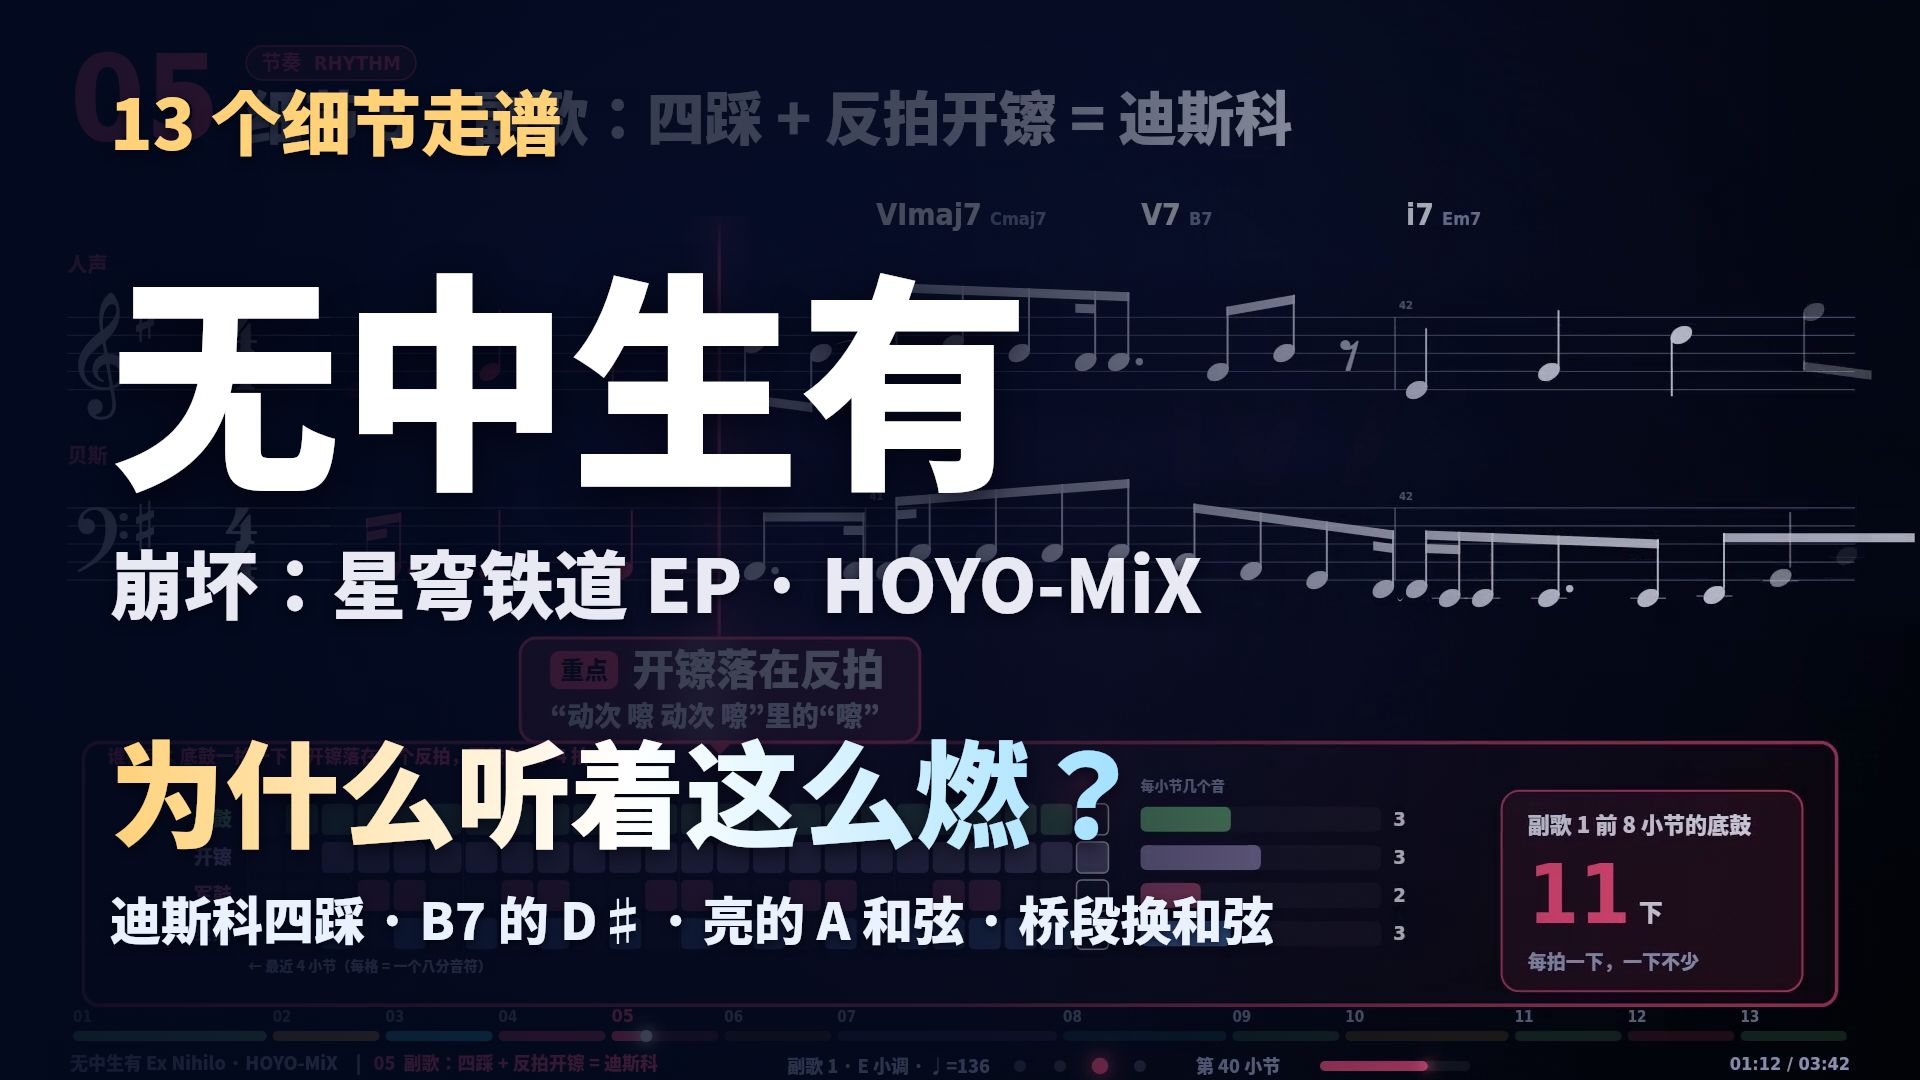 05 节奏 RHYTHM
13 个细节走谱
歌：四踩 + 反拍开镲 = 迪斯科
VImaj7 Cmaj7 V7 B7 i7 Em7
人声
42
无中生有
贝斯
41 42
崩坏：星穹铁道 EP · HOYO-MiX
重点 开镲落在反拍
“动次 嚓 动次 嚓”里的“嚓”
为什么听着这么燃？
每小节几个音
鼓 3
开镲 3
军鼓 2
3
副歌 1 前 8 小节的底鼓
11 下
每拍一下，一下不少
迪斯科四踩 · B7 的 D♯ · 亮的 A 和弦 · 桥段换和弦
← 最近 4 小节（每格 = 一个八分音符）
01 02 03 04 05 06 07 08 09 10 11 12 13
无中生有 Ex Nihilo · HOYO-MiX | 05 副歌：四踩 + 反拍开镲 = 迪斯科
副歌 1 · E 小调 · ♩=136
第 40 小节
01:12 / 03:42